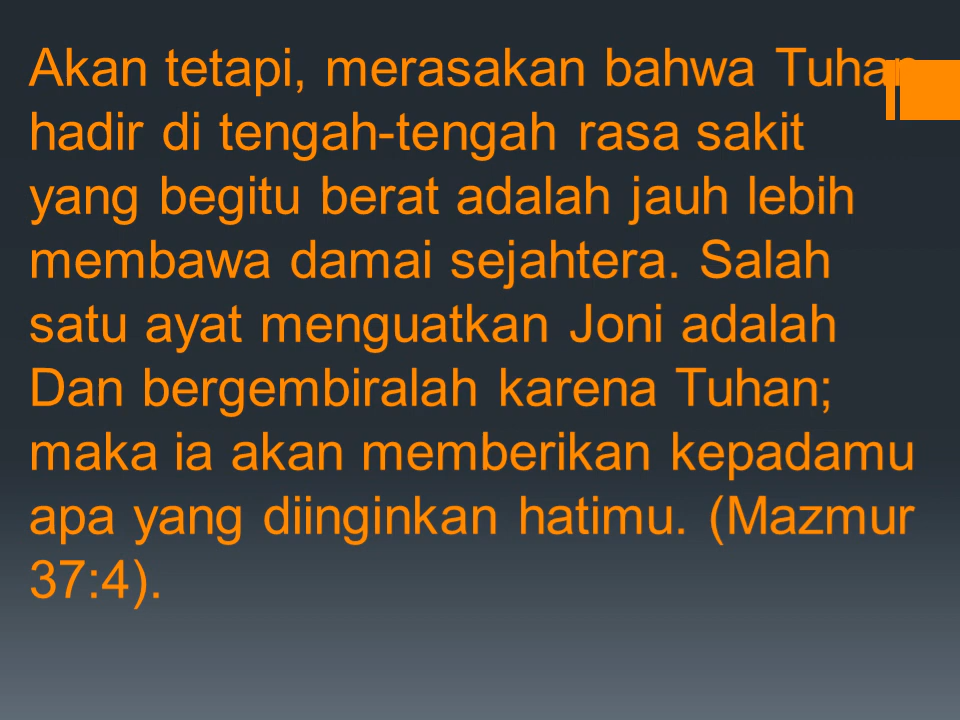 Akan tetapi, merasakan bahwa Tuhan
hadir di tengah-tengah rasa sakit
yang begitu berat adalah jauh lebih
membawa damai sejahtera. Salah
satu ayat menguatkan Joni adalah
Dan bergembiralah karena Tuhan;
maka ia akan memberikan kepadamu
apa yang diinginkan hatimu. (Mazmur
37:4).